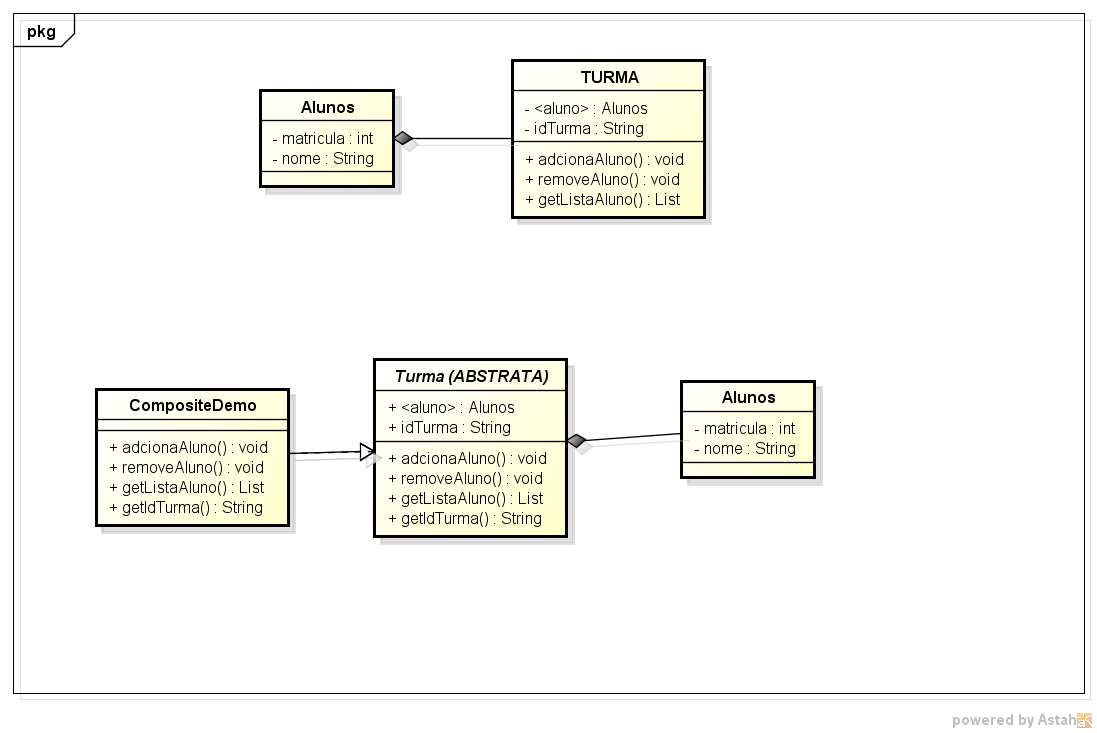 pkg
Alunos
- matricula : int
- nome : String
TURMA
- <aluno> : Alunos
- idTurma : String
+ adcionaAluno() : void
+ removeAluno() : void
+ getListaAluno() : List
CompositeDemo
+ adcionaAluno() : void
+ removeAluno() : void
+ getListaAluno() : List
+ getIdTurma() : String
Turma (ABSTRATA)
+ <aluno> : Alunos
+ idTurma : String
+ adcionaAluno() : void
+ removeAluno() : void
+ getListaAluno() : List
+ getIdTurma() : String
Alunos
- matricula : int
- nome : String
powered by Astah